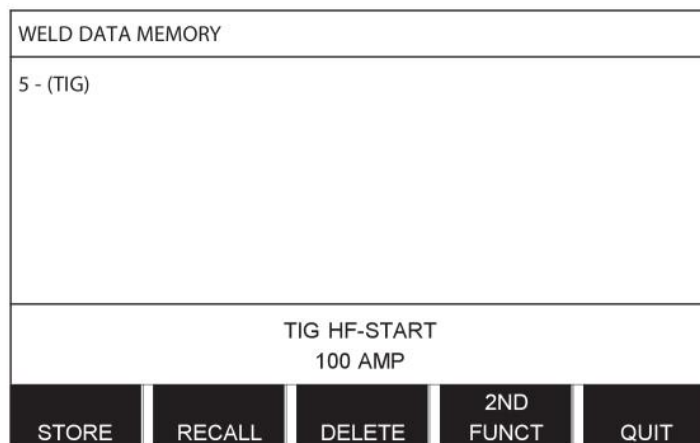 WELD DATA MEMORY
5 - (TIG)
TIG HF-START
100 AMP
STORE RECALL DELETE 2ND FUNCT QUIT